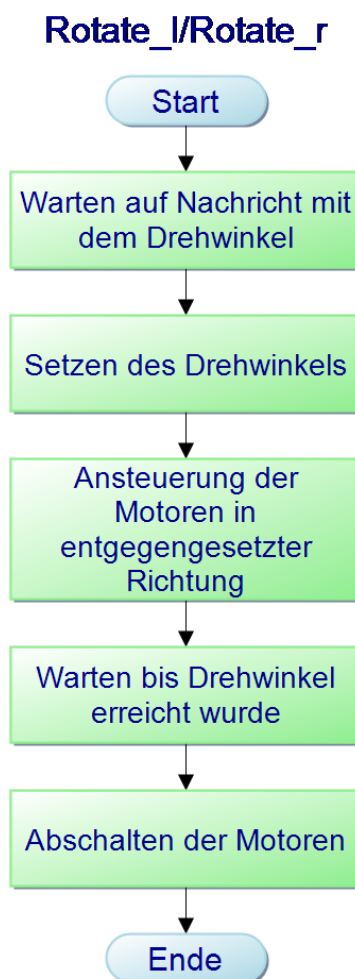 Rotate_l/Rotate_r
Start
Warten auf Nachricht mit
dem Drehwinkel
Setzen des Drehwinkels
Ansteuerung der
Motoren in
entgegengesetzter
Richtung
Warten bis Drehwinkel
erreicht wurde
Abschalten der Motoren
Ende